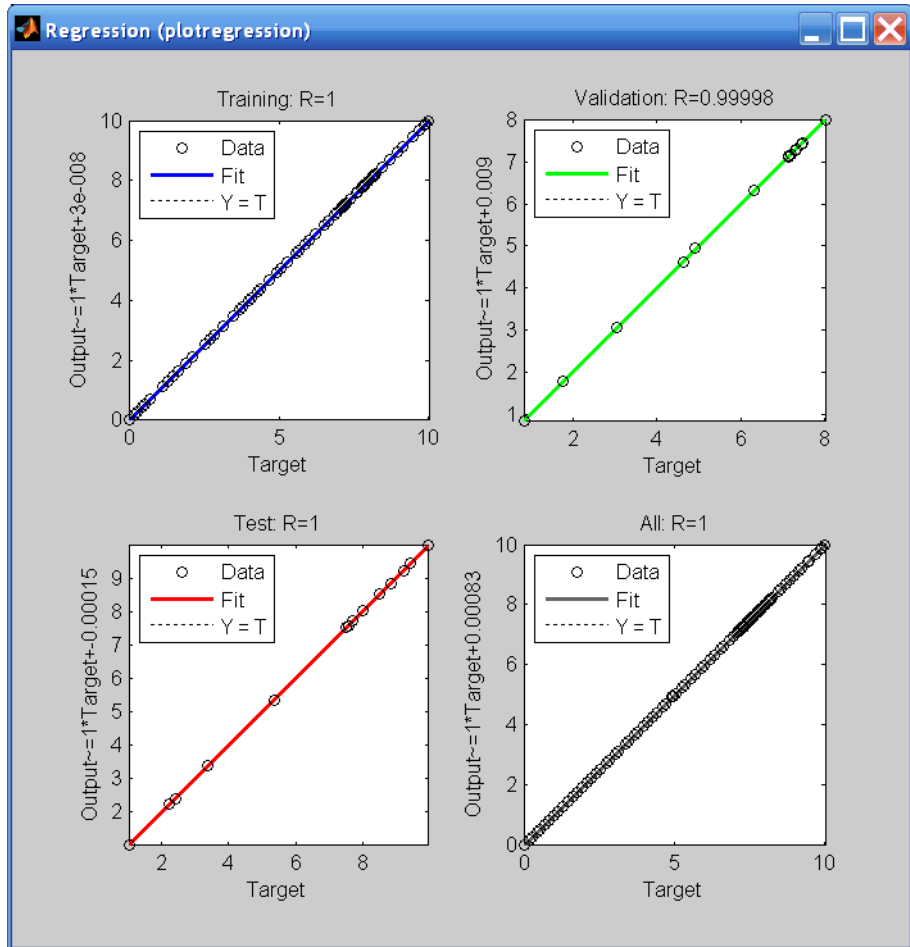 Regression (plotregression)
Training: R=1
Output~=1*Target+3e-008
10
8
6
4
2
0
Data
Fit
Y = T
0
5
10
Target
Validation: R=0.99998
Output~=1*Target+0.009
8
7
6
5
4
3
2
1
Data
Fit
Y = T
2
4
6
8
Target
Test: R=1
Output~=1*Target+-0.00015
9
8
7
6
5
4
3
2
Data
Fit
Y = T
2
4
6
8
Target
All: R=1
Output~=1*Target+0.00083
10
8
6
4
2
0
Data
Fit
Y = T
0
5
10
Target